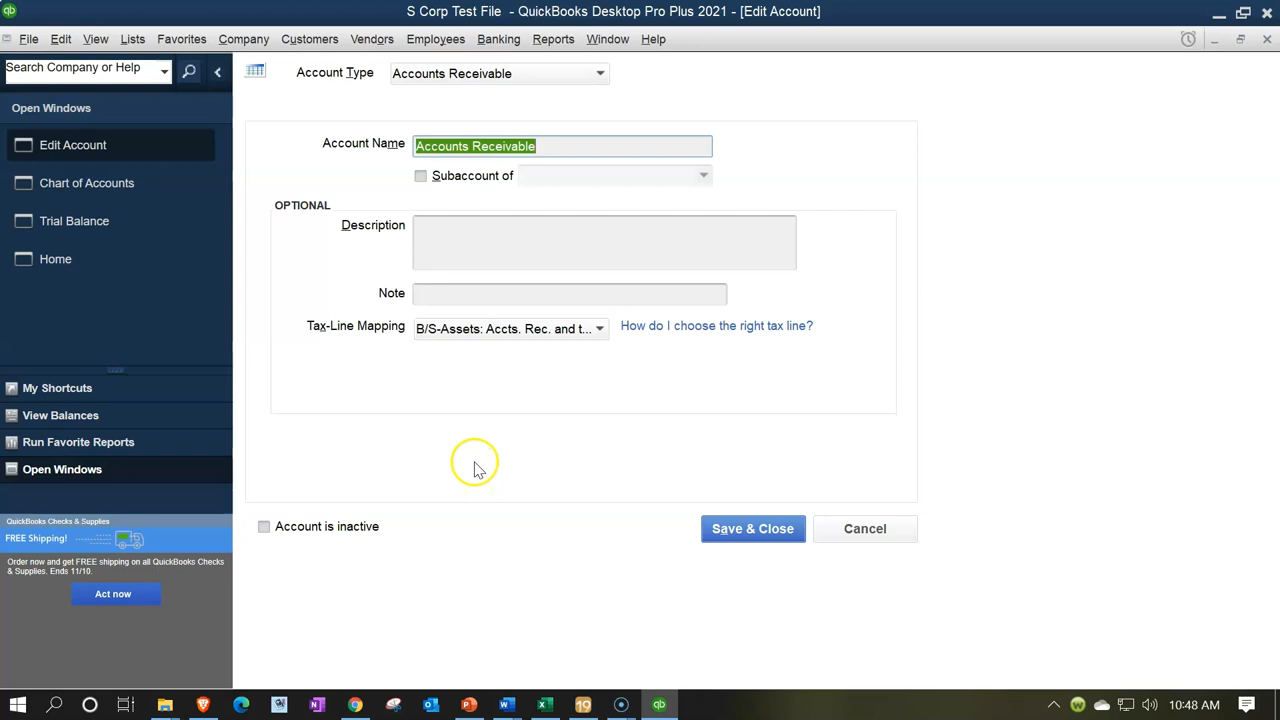 S Corp Test File - QuickBooks Desktop Pro Plus 2021 - [Edit Account]
File Edit View Lists Favorites Company Customers Vendors Employees Banking Reports Window Help
Search Company or Help
Account Type Accounts Receivable
Open Windows
Edit Account
Chart of Accounts
Trial Balance
Home
Account Name Accounts Receivable
Subaccount of
OPTIONAL
Description
Note
Tax-Line Mapping B/S-Assets: Accts. Rec. and t... How do I choose the right tax line?
My Shortcuts
View Balances
Run Favorite Reports
Open Windows
Account is inactive
Save & Close Cancel
QuickBooks Checks & Supplies
FREE Shipping!
Order now and get FREE shipping on all QuickBooks Checks
& Supplies. Ends 11/10.
Act now
10:48 AM